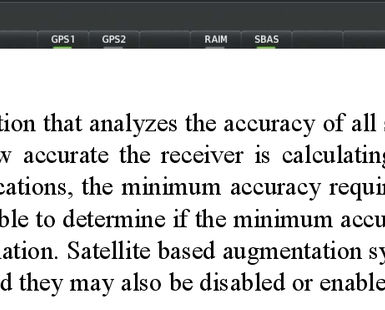 GPS1 GPS2 RAIM SBAS
tion that analyzes the accuracy of all
accurate the receiver is calculating
cations, the minimum accuracy requi
ble to determine if the minimum accu
ation. Satellite based augmentation sy
d they may also be disabled or enable